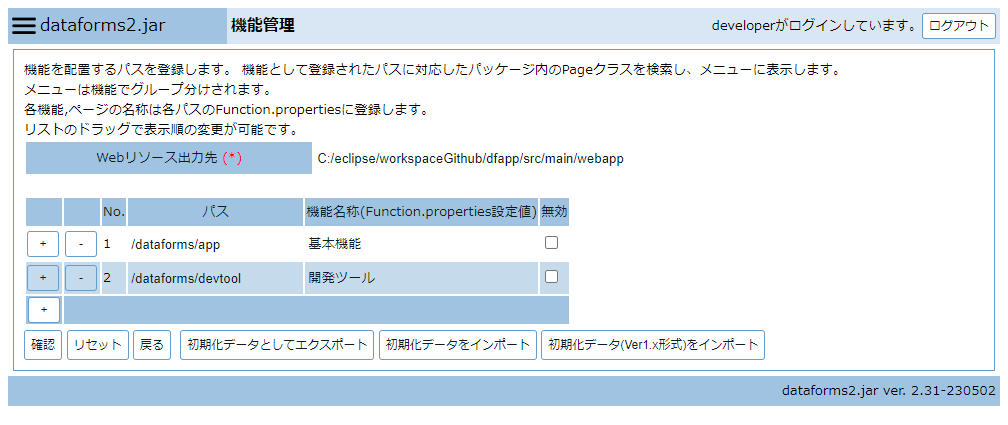 dataforms2.jar 機能管理 developerがログインしています。 ログアウト
機能を配置するパスを登録します。 機能として登録されたパスに対応したパッケージ内のPageクラスを検索し、メニューに表示します。
メニューは機能でグループ分けされます。
各機能,ページの名称は各パスのFunction.propertiesに登録します。
リストのドラッグで表示順の変更が可能です。
Webリソース出力先 (*) C:/eclipse/workspaceGithub/dfapp/src/main/webapp
No. パス 機能名称(Function.properties設定値) 無効
+ - 1 /dataforms/app 基本機能
+ - 2 /dataforms/devtool 開発ツール
+
確認 リセット 戻る 初期化データとしてエクスポート 初期化データをインポート 初期化データ(Ver1.x形式)をインポート
dataforms2.jar ver. 2.31-230502